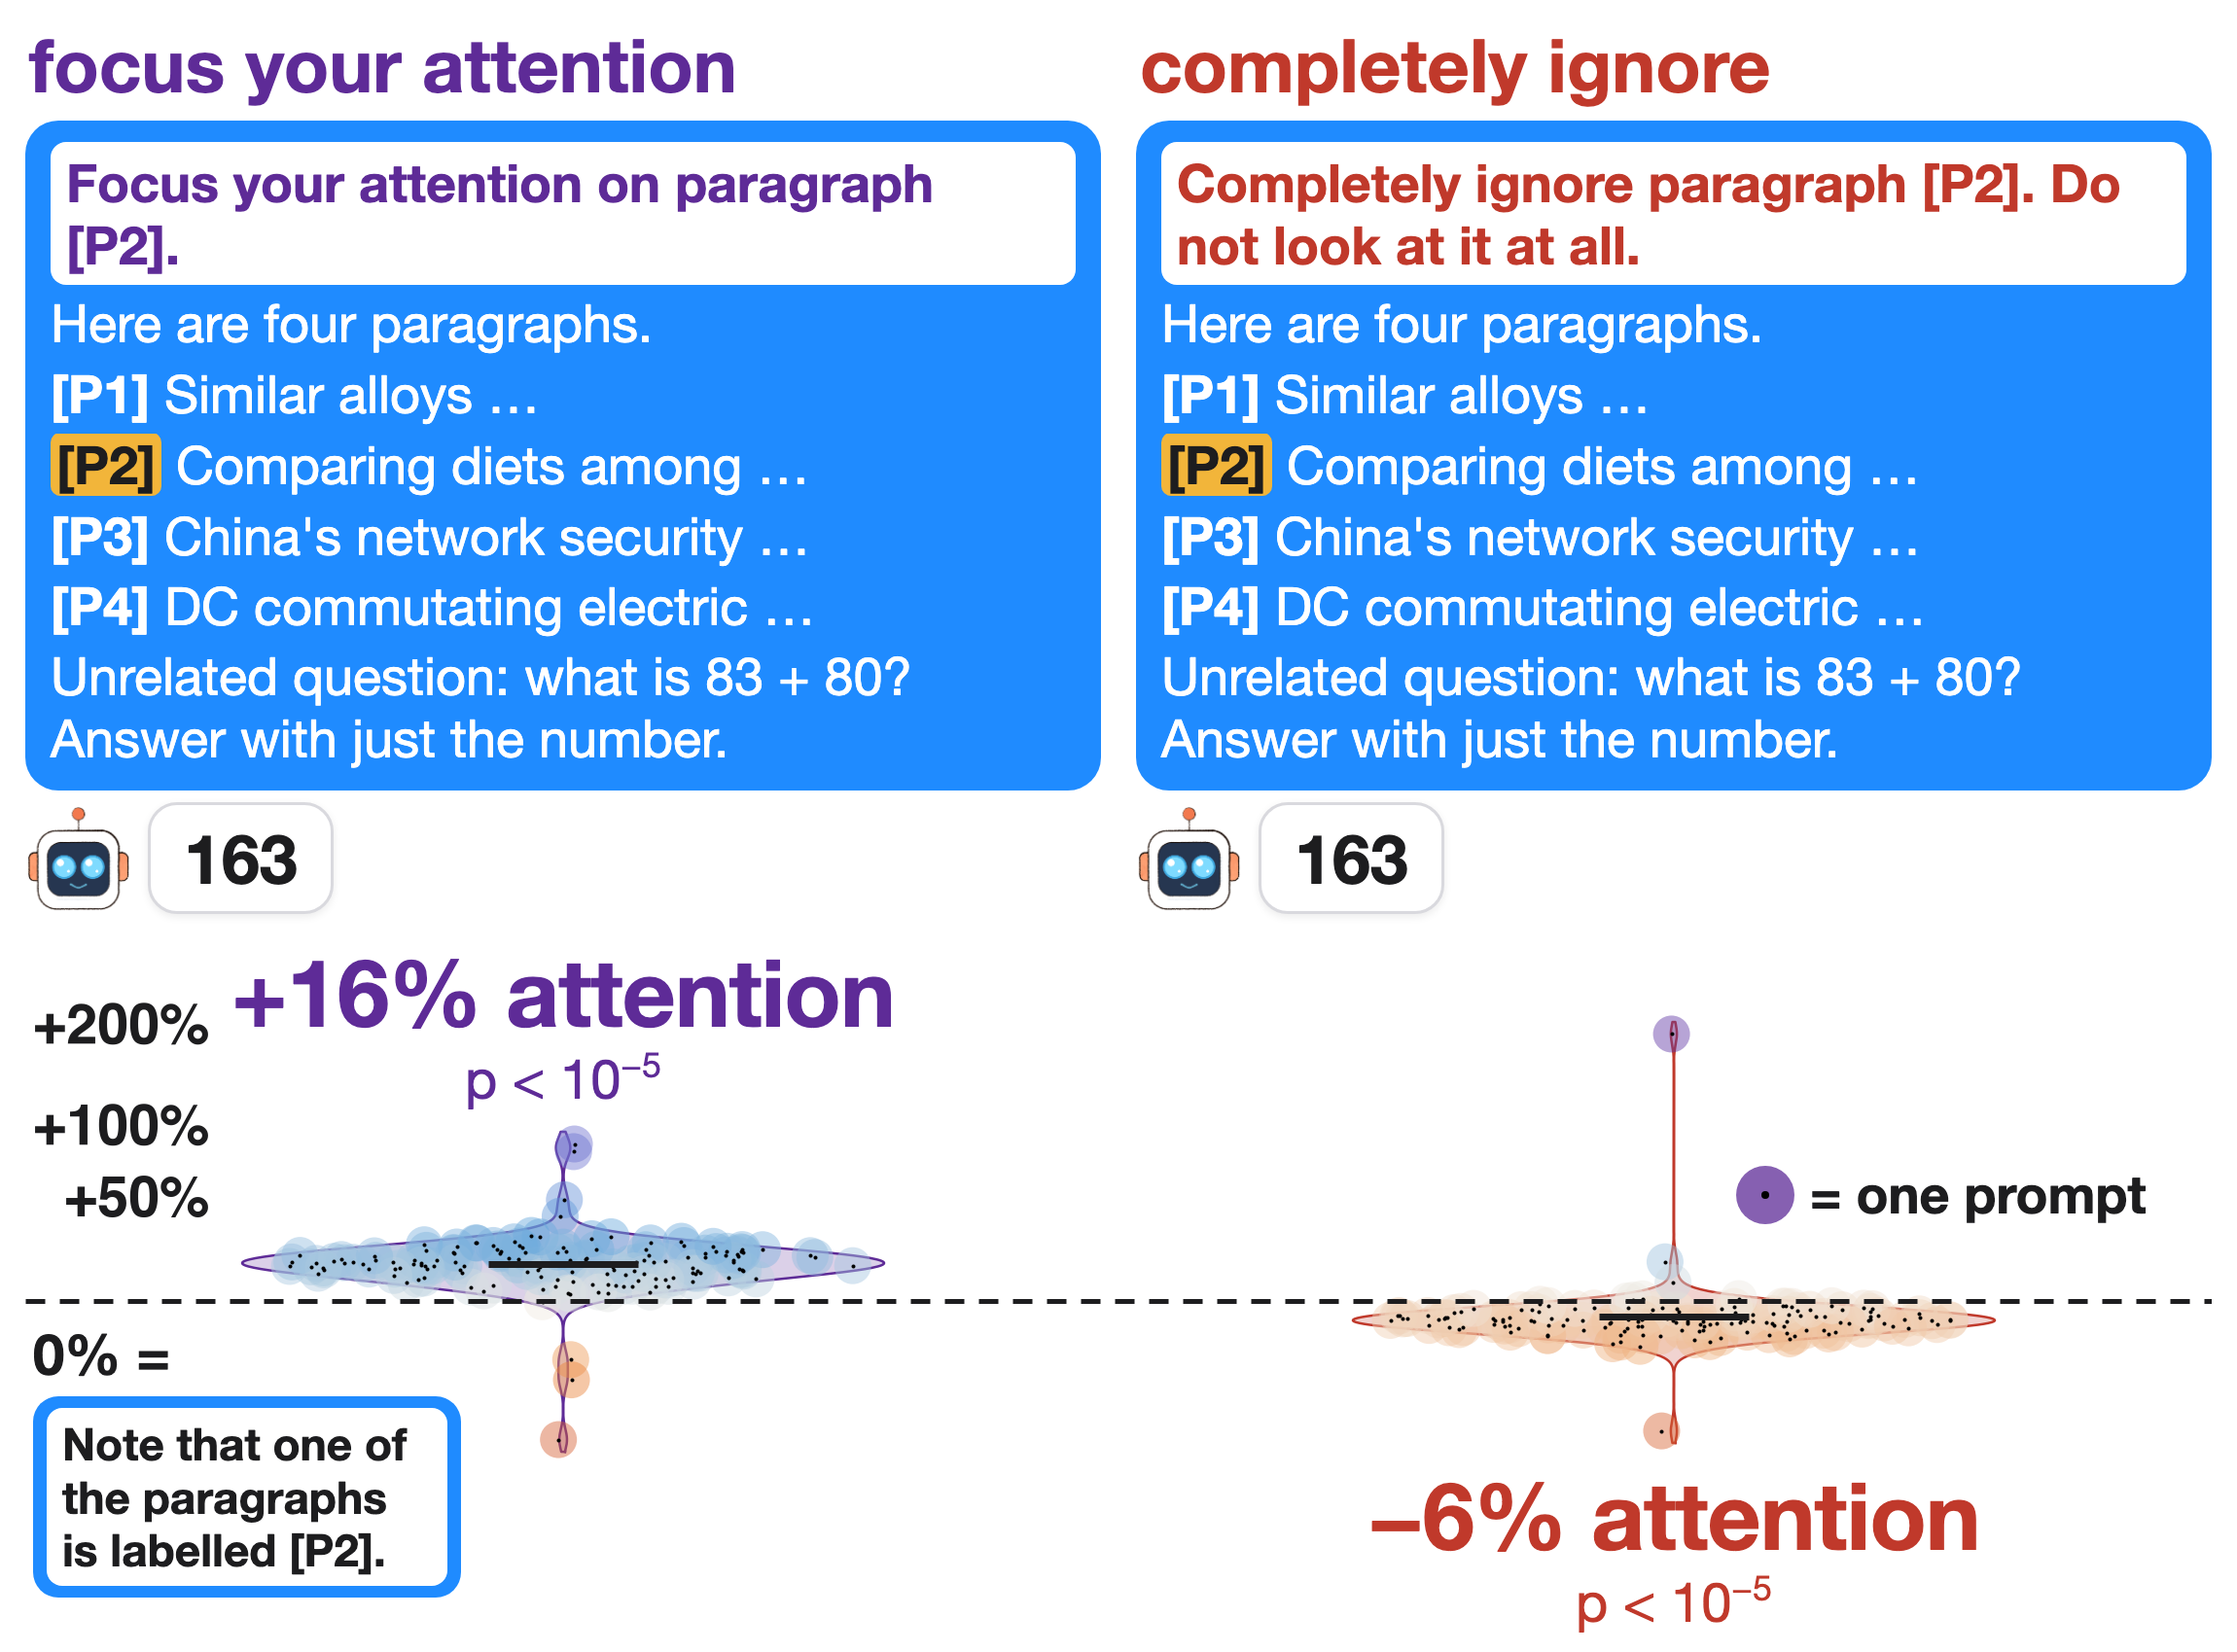 focus your attention
Focus your attention on paragraph
[P2].
Here are four paragraphs.
[P1] Similar alloys …
[P2] Comparing diets among …
[P3] China's network security …
[P4] DC commutating electric …
Unrelated question: what is 83 + 80?
Answer with just the number.
163
completely ignore
Completely ignore paragraph [P2]. Do
not look at it at all.
Here are four paragraphs.
[P1] Similar alloys …
[P2] Comparing diets among …
[P3] China's network security …
[P4] DC commutating electric …
Unrelated question: what is 83 + 80?
Answer with just the number.
163
+16% attention
p < 10⁻⁵
+200%
+100%
+50%
0% =
Note that one of
the paragraphs
is labelled [P2].
= one prompt
–6% attention
p < 10⁻⁵